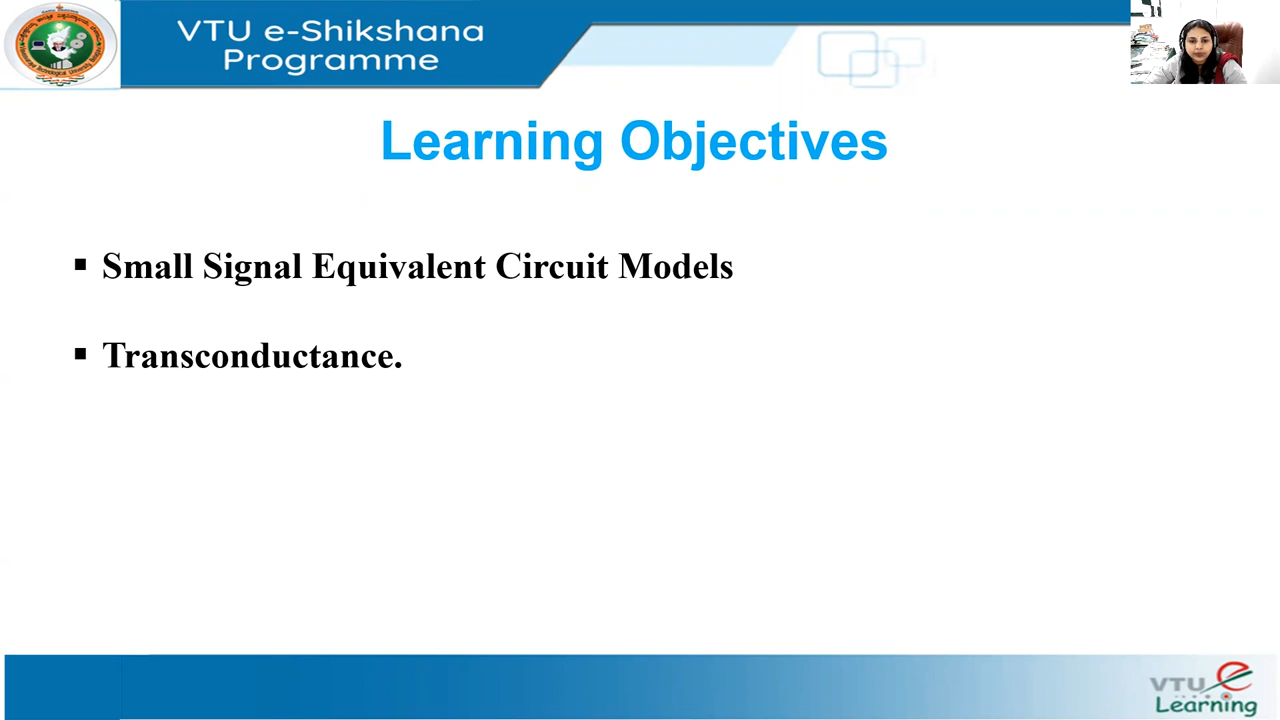 VTU e-Shikshana
Programme
Learning Objectives
▪ Small Signal Equivalent Circuit Models
▪ Transconductance.
VTU e
Learning